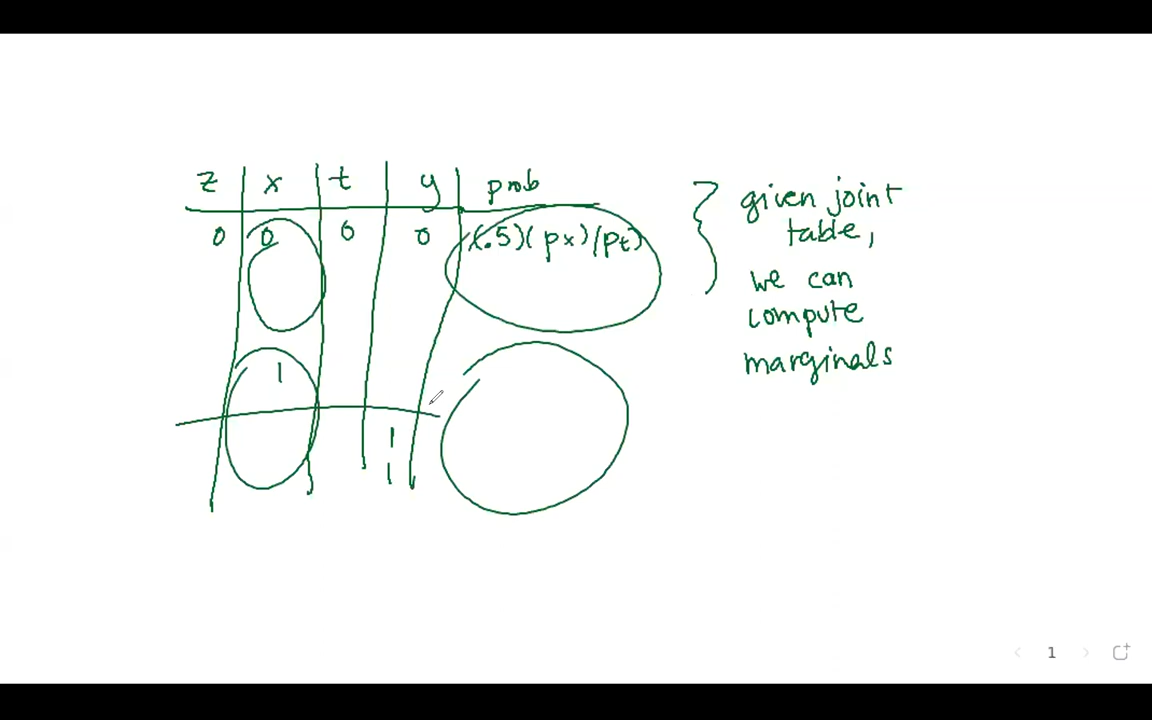 z x t y prob
0 0 0 0 (.5)(px)(pt)
1
1
1
given joint
table,
we can
compute
marginals
1